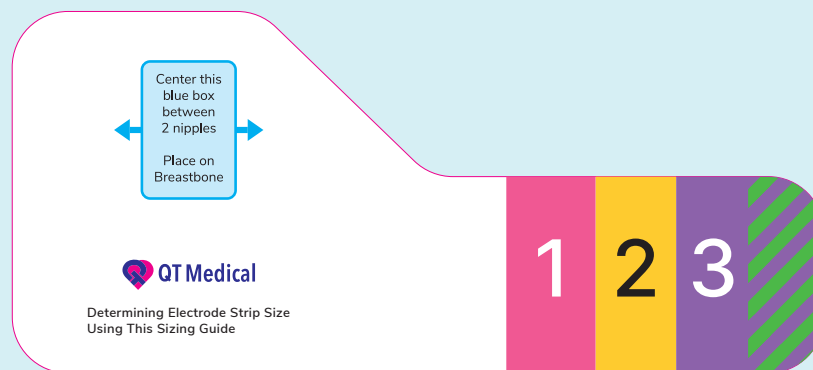 Center this
blue box
between
2 nipples
Place on
Breastbone
QT Medical
Determining Electrode Strip Size
Using This Sizing Guide
1 2 3